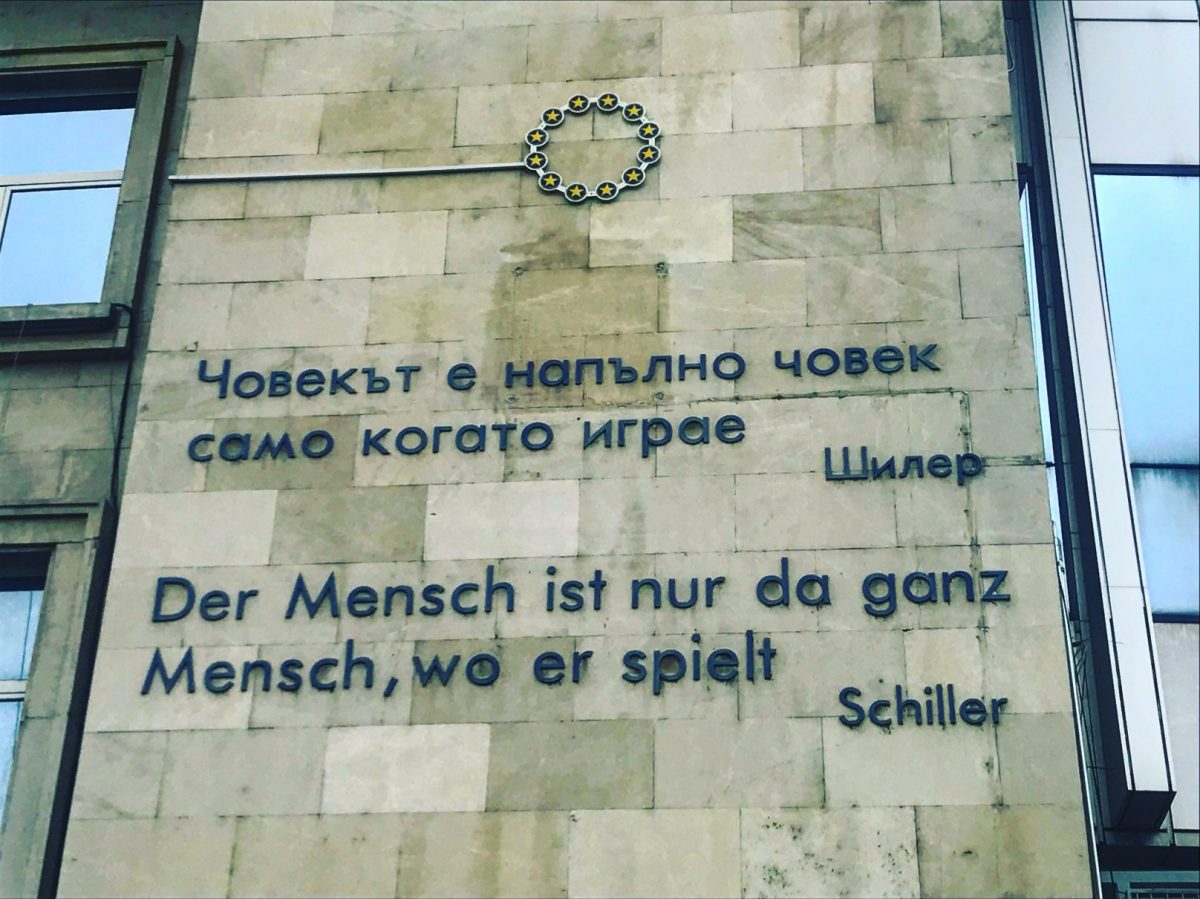 Човекът е напълно човек
само когато играе
Шилер
Der Mensch ist nur da ganz
Mensch, wo er spielt
Schiller